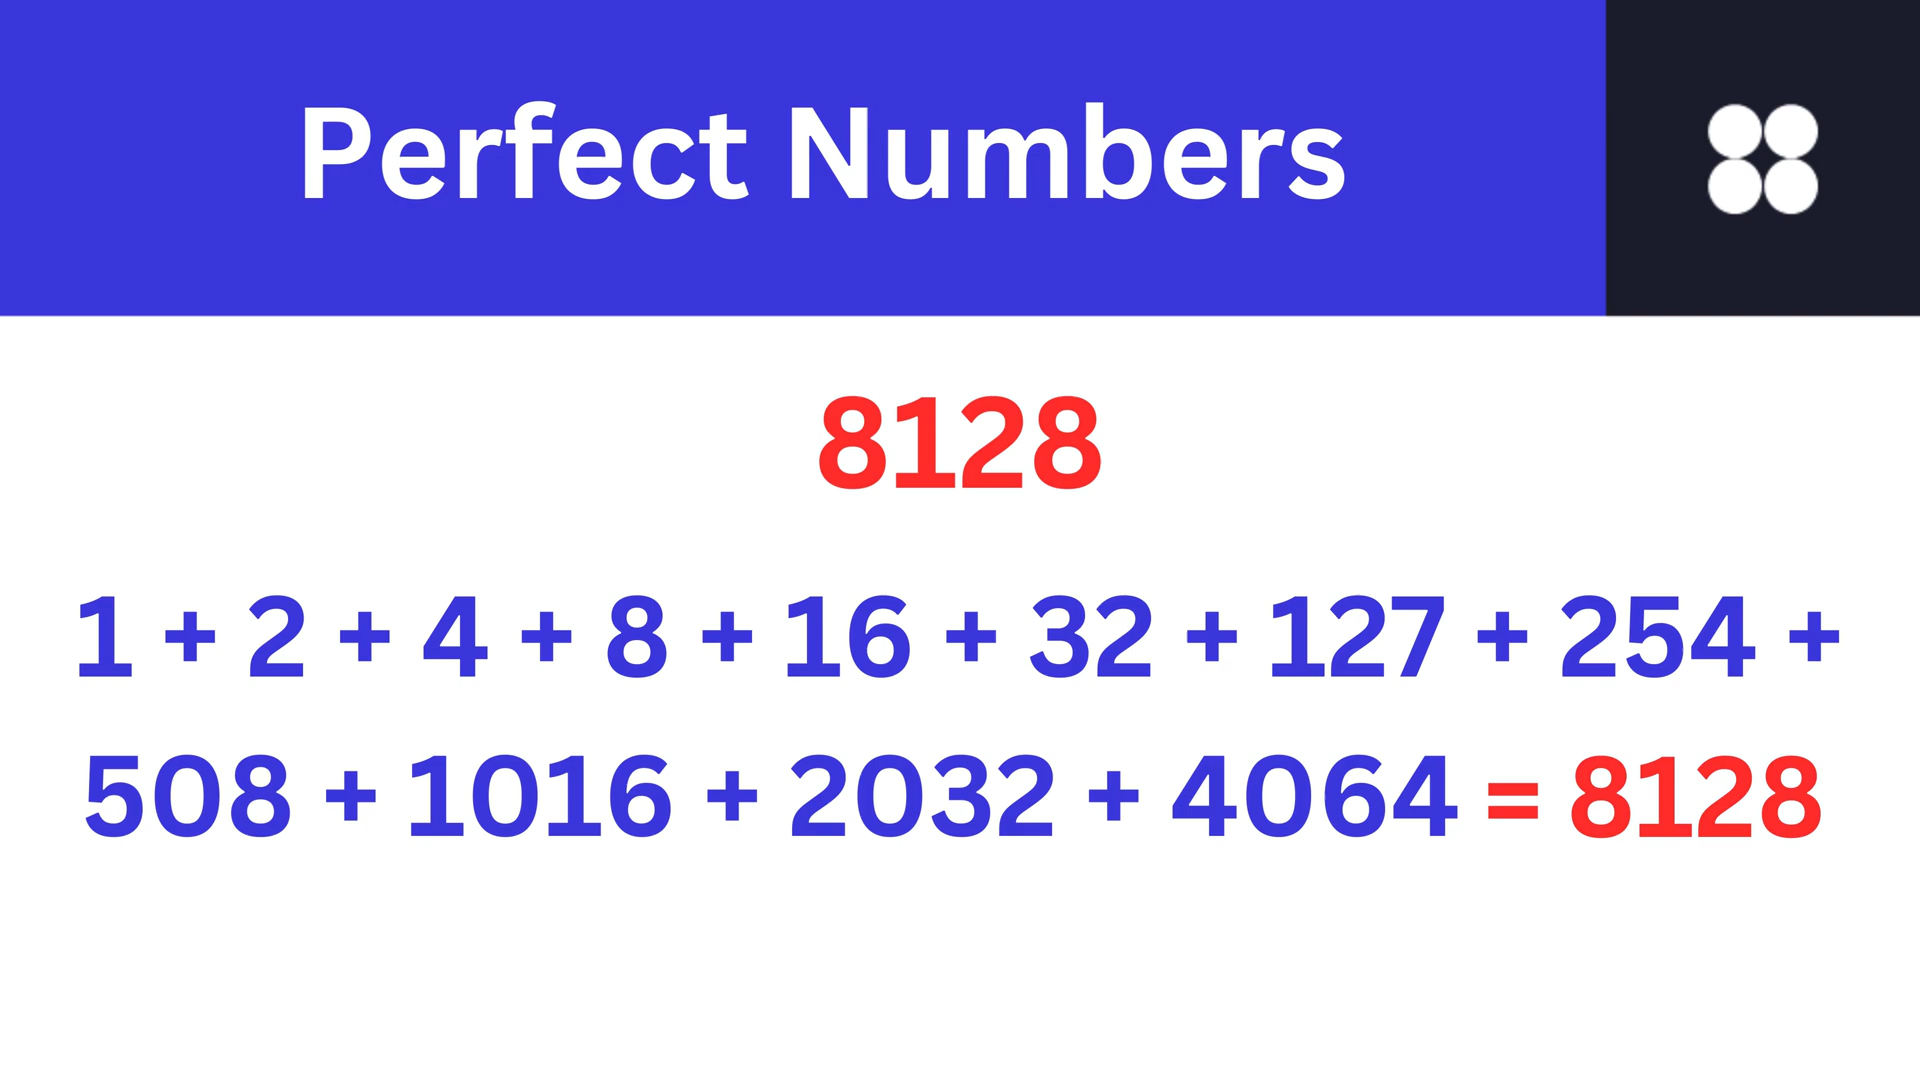 Perfect Numbers
8128
1 + 2 + 4 + 8 + 16 + 32 + 127 + 254 +
508 + 1016 + 2032 + 4064 = 8128